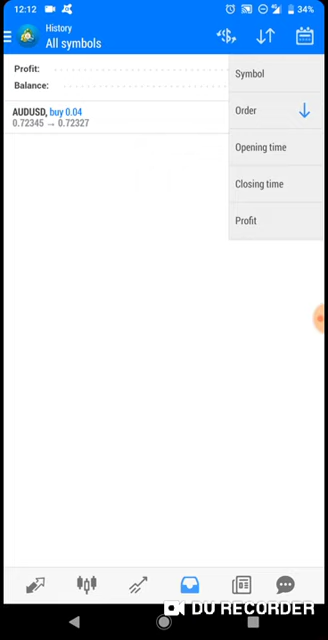 12:12
34%
History
All symbols
Profit:
Balance:
AUDUSD, buy 0.04
0.72345 → 0.72327
Symbol
Order
Opening time
Closing time
Profit
DU RECORDER